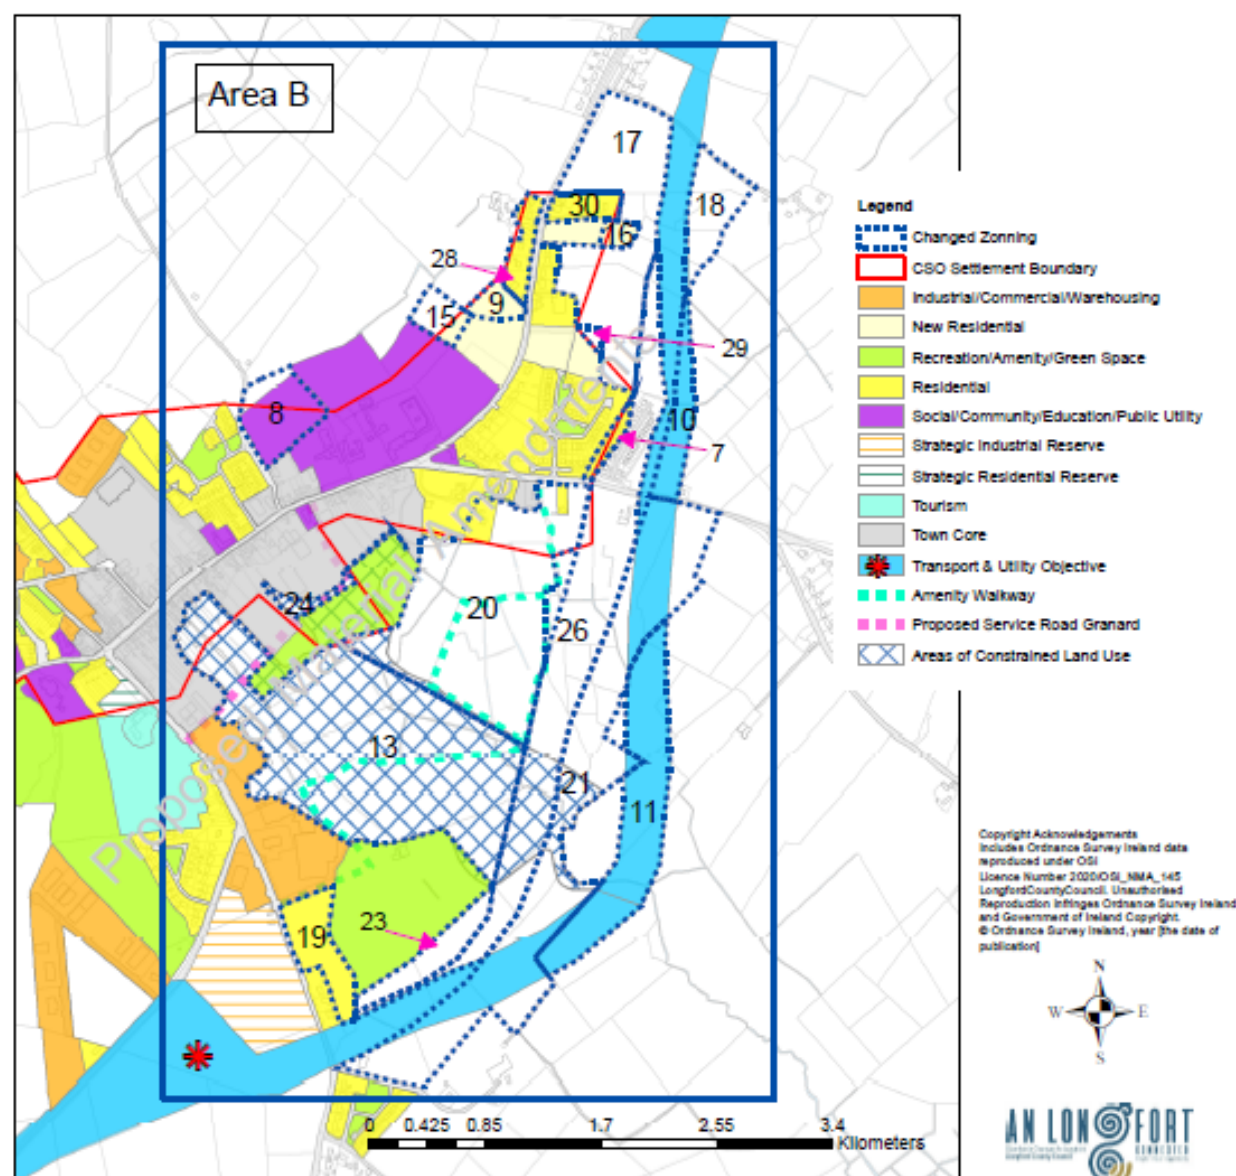 Area B
17
18
30
16
28
9
15
29
8
10
7
24
20
26
13
21
11
19
23
Proposed Material Amendments
Legend
Changed Zonning
CSO Settlement Boundary
Industrial/Commercial/Warehousing
New Residential
Recreation/Amenity/Green Space
Residential
Social/Community/Education/Public Utility
Strategic Industrial Reserve
Strategic Residential Reserve
Tourism
Town Core
Transport & Utility Objective
Amenity Walkway
Proposed Service Road Granard
Areas of Constrained Land Use
Copyright Acknowledgements
Includes Ordnance Survey Ireland data
reproduced under OSI
Licence Number 2020/OSI_NMA_145
LongfordCountyCouncil. Unauthorised
Reproduction infringes Ordnance Survey Ireland
and Government of Ireland Copyright.
© Ordnance Survey Ireland, year [the date of
publication]
N
W E
S
0 0.425 0.85 1.7 2.55 3.4
Kilometers
AN LONGFORT